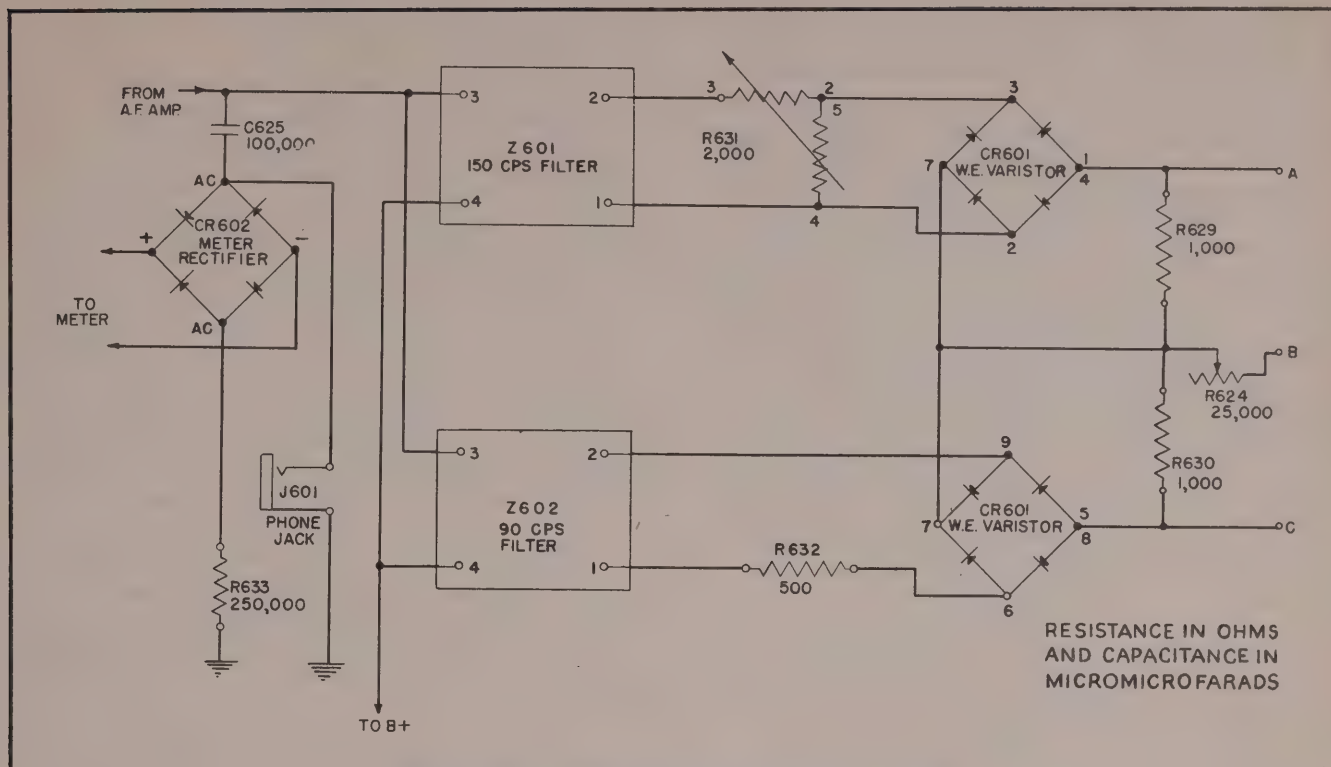 FROM
A.F. AMP.
C625
100,000
AC
CR602
METER
RECTIFIER
+
-
AC
TO
METER
J601
PHONE
JACK
R633
250,000
TO B+
3
2
Z601
150 CPS FILTER
4
1
3
2
Z602
90 CPS
FILTER
4
1
3
2
5
R631
2,000
4
R632
500
3
7
CR601
W.E. VARISTOR
1
4
2
9
7
CR601
W.E. VARISTOR
5
8
6
A
R629
1,000
B
R624
25,000
R630
1,000
C
RESISTANCE IN OHMS
AND CAPACITANCE IN
MICROMICROFARADS